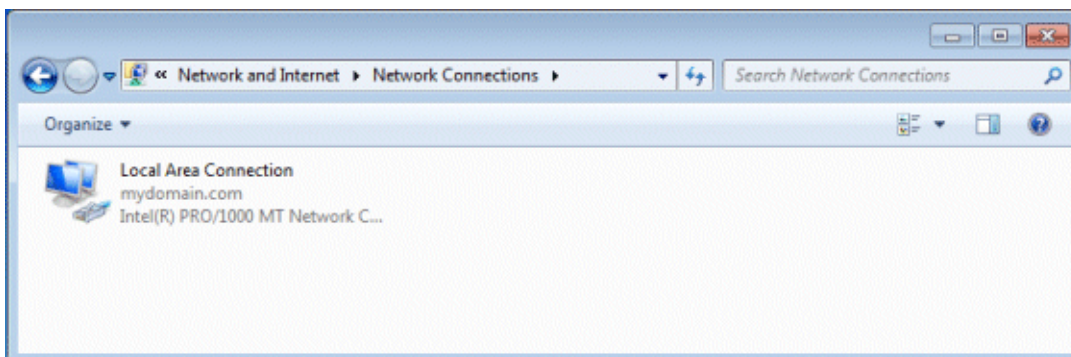 « Network and Internet ▸ Network Connections ▸
Search Network Connections
Organize ▾
Local Area Connection
mydomain.com
Intel(R) PRO/1000 MT Network C...